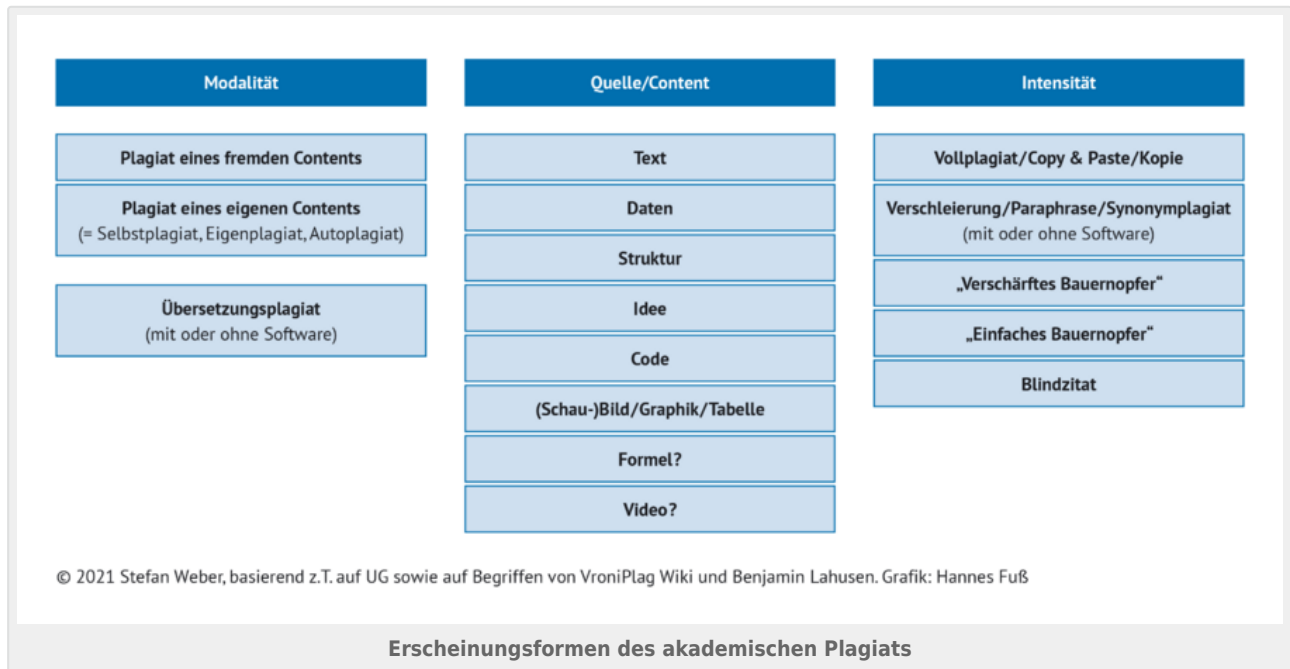 Modalität
Plagiat eines fremden Contents
Plagiat eines eigenen Contents
(= Selbstplagiat, Eigenplagiat, Autoplagiat)
Übersetzungsplagiat
(mit oder ohne Software)
Quelle/Content
Text
Daten
Struktur
Idee
Code
(Schau-)Bild/Graphik/Tabelle
Formel?
Video?
Intensität
Vollplagiat/Copy & Paste/Kopie
Verschleierung/Paraphrase/Synonymplagiat
(mit oder ohne Software)
„Verschärftes Bauernopfer“
„Einfaches Bauernopfer“
Blindzitat
© 2021 Stefan Weber, basierend z.T. auf UG sowie auf Begriffen von VroniPlag Wiki und Benjamin Lahusen. Grafik: Hannes Fuß
Erscheinungsformen des akademischen Plagiats